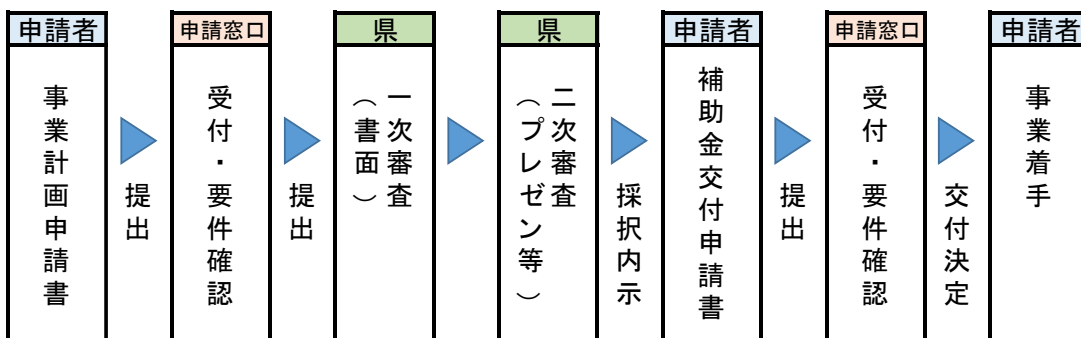 申請者
事業計画申請書
提出
申請窓口
受付・要件確認
提出
県
一次審査
（書面）
県
二次審査
（プレゼン等）
採択内示
申請者
補助金交付申請書
提出
申請窓口
受付・要件確認
交付決定
申請者
事業着手